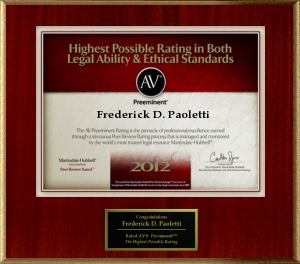 Highest Possible Rating in Both
Legal Ability & Ethical Standards
AV®
Preeminent®
Frederick D. Paoletti
The AV Preeminent Rating is the pinnacle of professional excellence earned
through a strenuous Peer Review Rating process that is managed and monitored
by the world's most trusted legal resource Martindale-Hubbell®.
Martindale-Hubbell®
Peer Review Rated™
2012
Congratulations
Frederick D. Paoletti
Rated AV® Preeminent™
The Highest Possible Rating